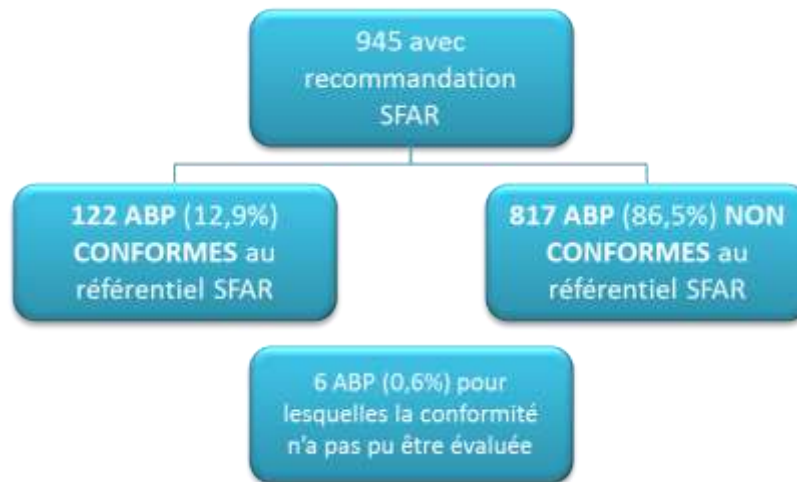 945 avec
recommandation
SFAR
122 ABP (12,9%)
CONFORMES au
référentiel SFAR
817 ABP (86,5%) NON
CONFORMES au
référentiel SFAR
6 ABP (0,6%) pour
lesquelles la conformité
n'a pas pu être évaluée